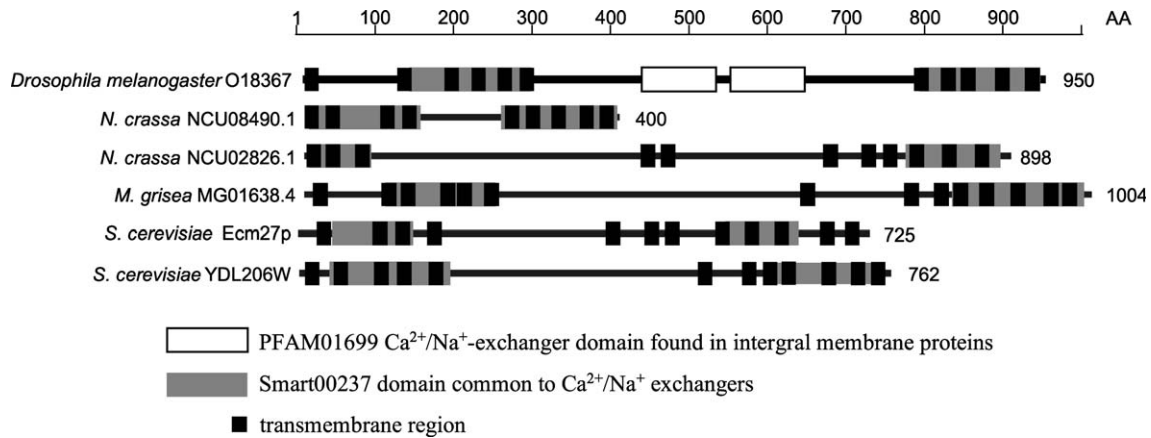 1 100 200 300 400 500 600 700 800 900 AA
Drosophila melanogaster O18367 950
N. crassa NCU08490.1 400
N. crassa NCU02826.1 898
M. grisea MG01638.4 1004
S. cerevisiae Ecm27p 725
S. cerevisiae YDL206W 762
PFAM01699 Ca²⁺/Na⁺-exchanger domain found in intergral membrane proteins
Smart00237 domain common to Ca²⁺/Na⁺ exchangers
transmembrane region